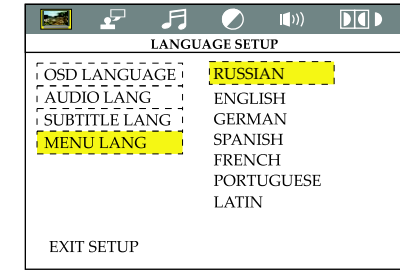 LANGUAGE SETUP
OSD LANGUAGE
AUDIO LANG
SUBTITLE LANG
MENU LANG
RUSSIAN
ENGLISH
GERMAN
SPANISH
FRENCH
PORTUGUESE
LATIN
EXIT SETUP